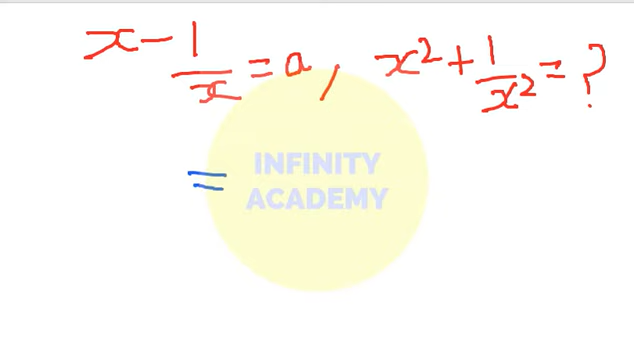 x - 1/x = a, x² + 1/x² = ?
=
INFINITY
ACADEMY